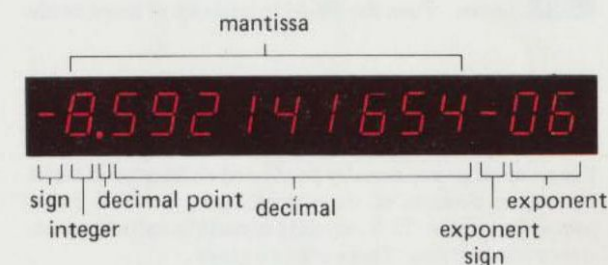 mantissa
-8.592141654-06
sign decimal point decimal exponent
integer exponent
sign